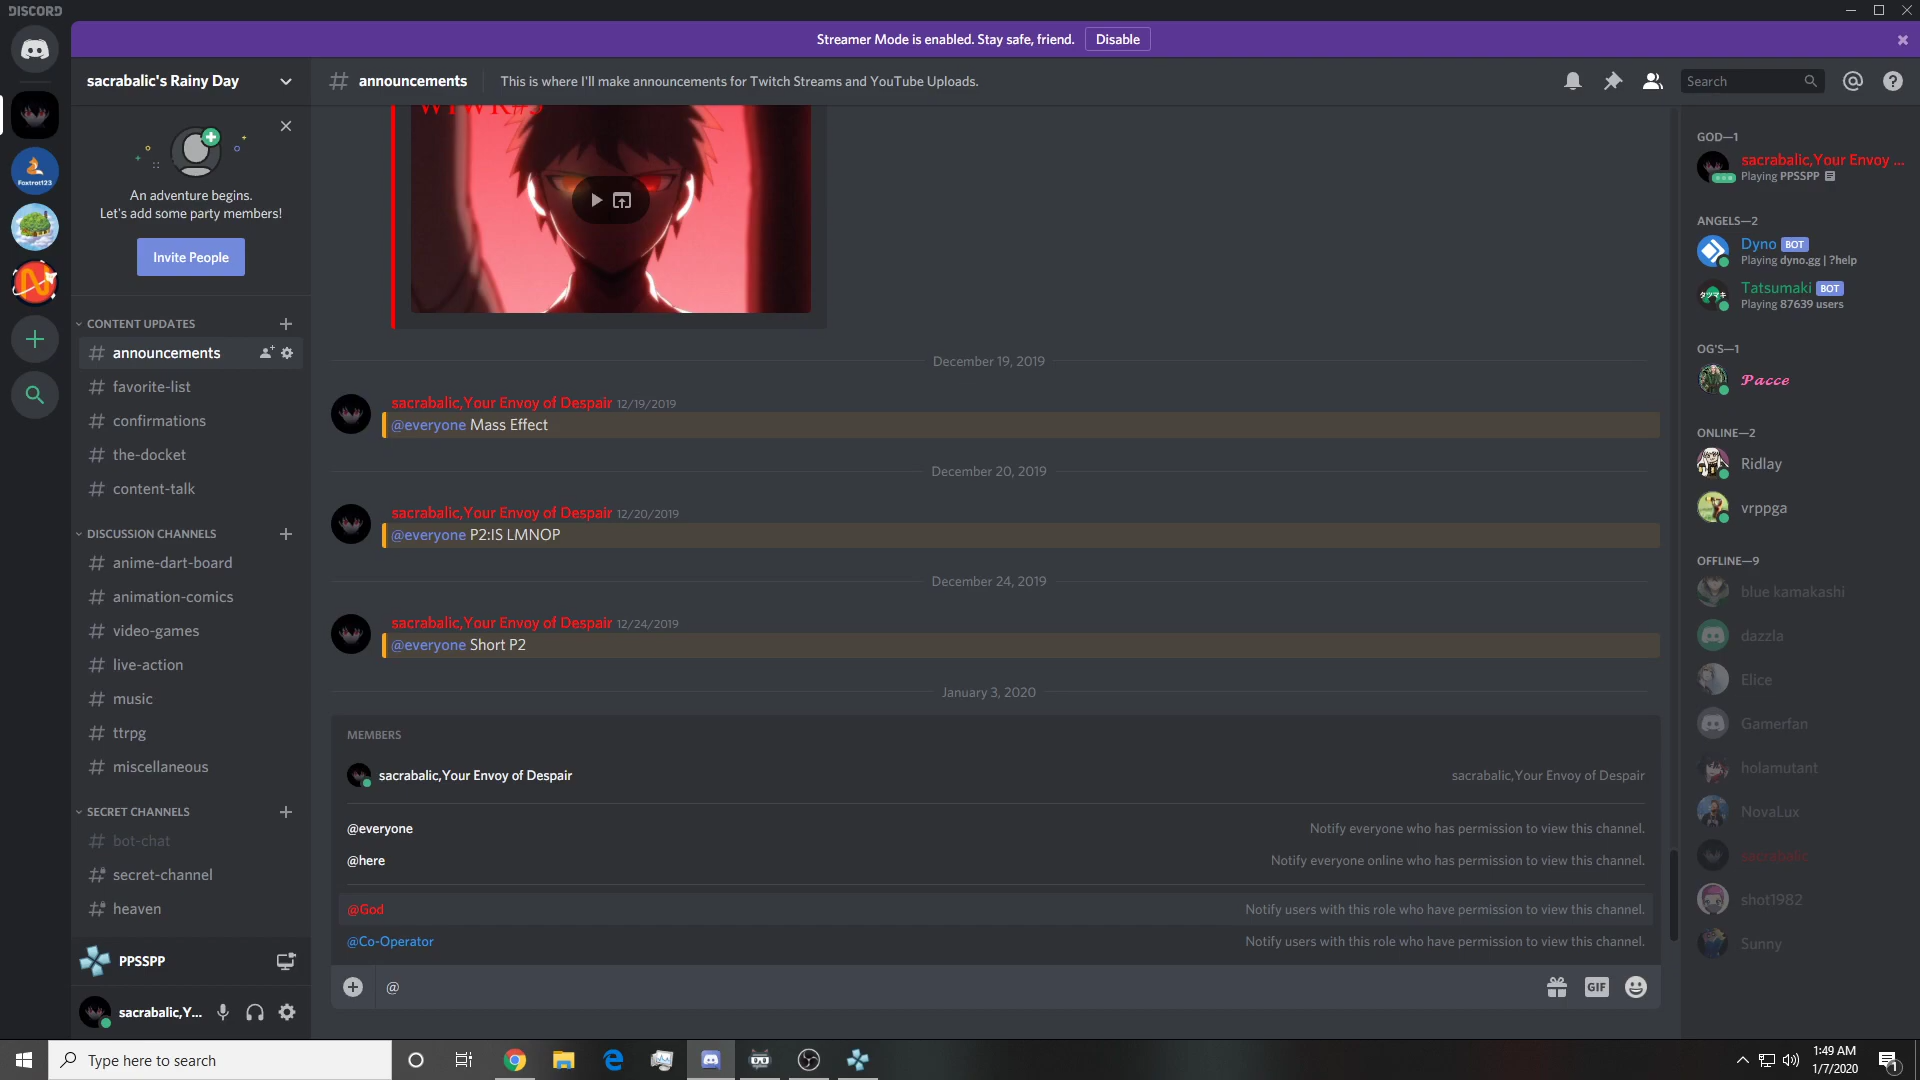 DISCORD
Streamer Mode is enabled. Stay safe, friend. Disable
sacrabalic's Rainy Day
announcements
This is where I'll make announcements for Twitch Streams and YouTube Uploads.
Search
Foxtrot123
An adventure begins.
Let's add some party members!
Invite People
CONTENT UPDATES
announcements
favorite-list
confirmations
the-docket
content-talk
DISCUSSION CHANNELS
anime-dart-board
animation-comics
video-games
live-action
music
ttrpg
miscellaneous
SECRET CHANNELS
bot-chat
secret-channel
heaven
PPSSPP
sacrabalic,Y...
December 19, 2019
sacrabalic,Your Envoy of Despair 12/19/2019
@everyone Mass Effect
December 20, 2019
sacrabalic,Your Envoy of Despair 12/20/2019
@everyone P2:IS LMNOP
December 24, 2019
sacrabalic,Your Envoy of Despair 12/24/2019
@everyone Short P2
January 3, 2020
MEMBERS
sacrabalic,Your Envoy of Despair sacrabalic,Your Envoy of Despair
@everyone Notify everyone who has permission to view this channel.
@here Notify everyone online who has permission to view this channel.
@God Notify users with this role who have permission to view this channel.
@Co-Operator Notify users with this role who have permission to view this channel.
@
GIF
GOD—1
sacrabalic,Your Envoy ...
Playing PPSSPP
ANGELS—2
Dyno BOT
Playing dyno.gg | ?help
タツマキ
Tatsumaki BOT
Playing 87639 users
OG'S—1
𝓟𝓪𝓬𝓬𝓮
ONLINE—2
Ridlay
vrppga
OFFLINE—9
blue kamakashi
dazzla
Elice
Gamerfan
holamutant
NovaLux
sacrabalic
shot1982
Sunny
Type here to search
1:49 AM
1/7/2020
1